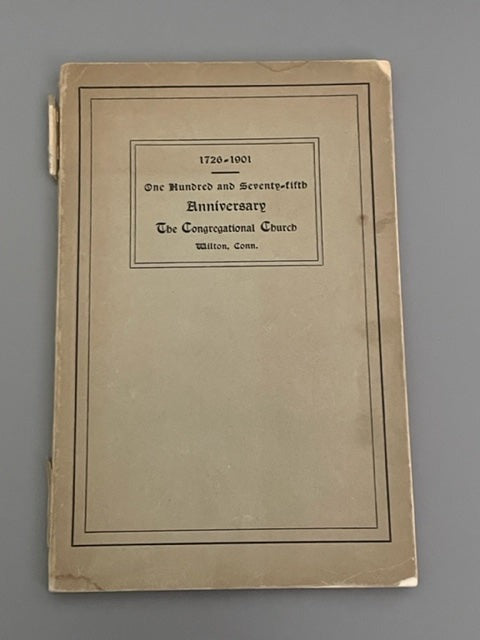 1726-1901
One Hundred and Seventy-fifth
Anniversary
The Congregational Church
Wilton, Conn.